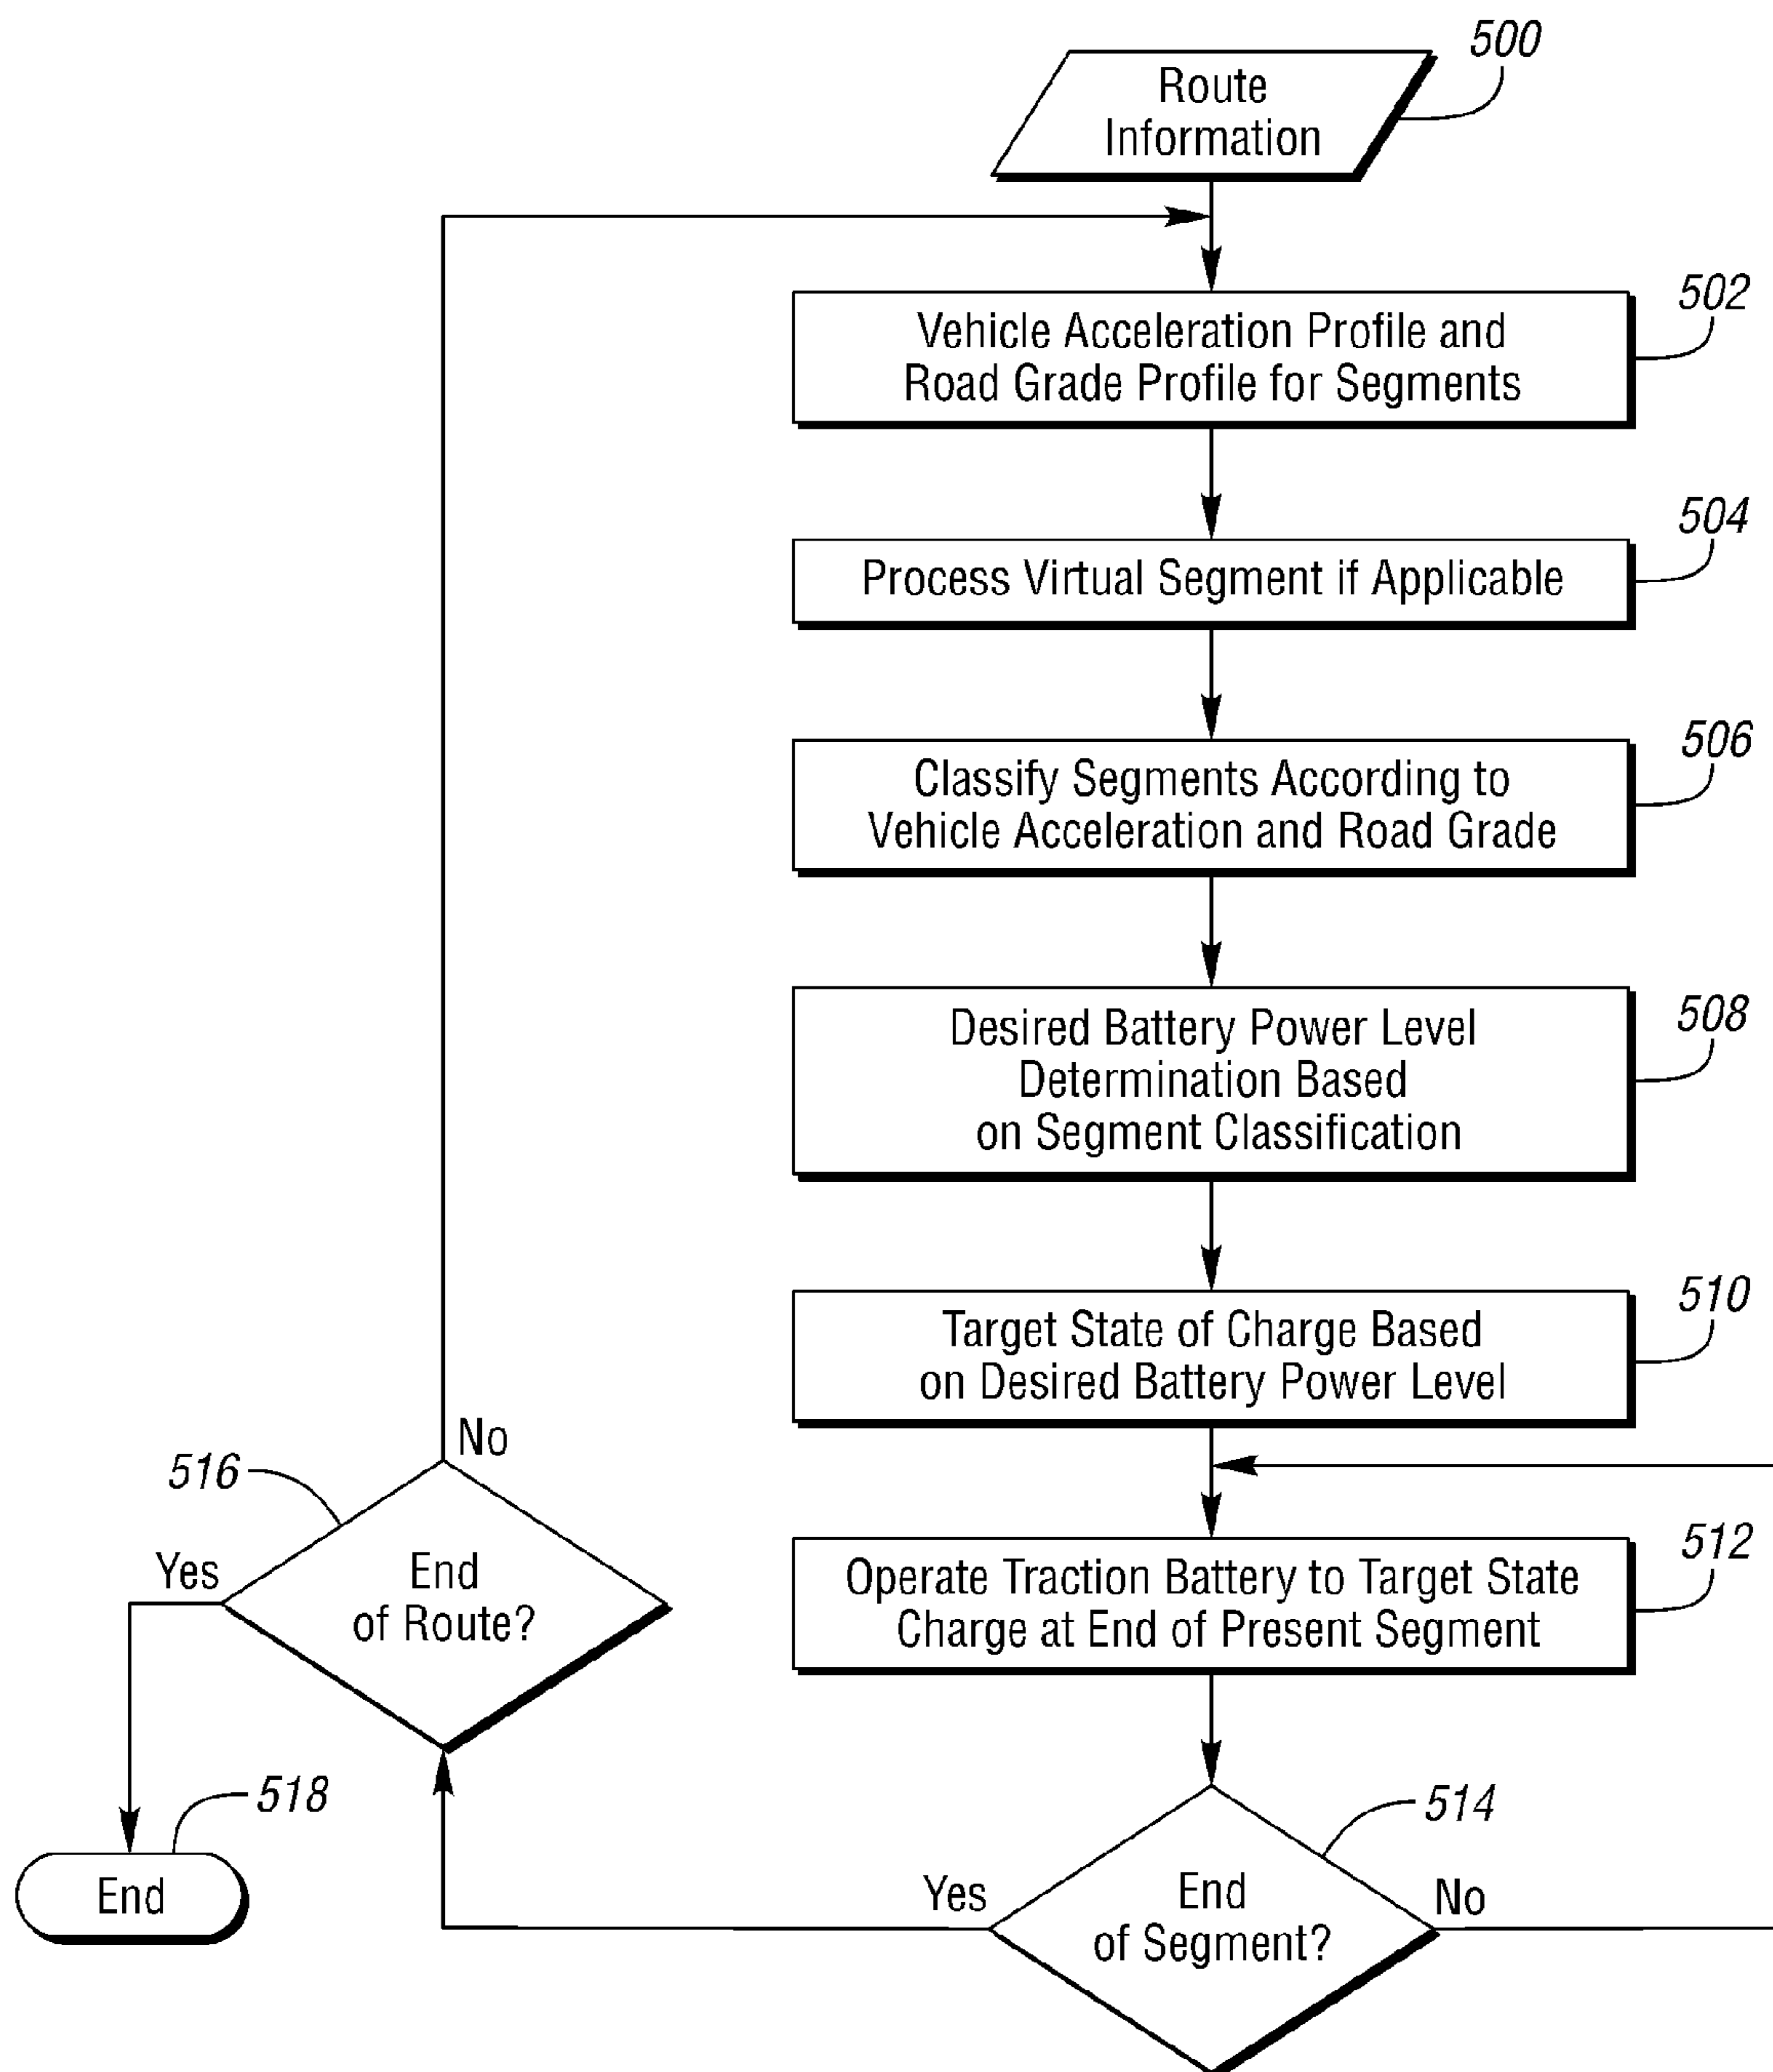 500
Route
Information
502
Vehicle Acceleration Profile and
Road Grade Profile for Segments
504
Process Virtual Segment if Applicable
506
Classify Segments According to
Vehicle Acceleration and Road Grade
508
Desired Battery Power Level
Determination Based
on Segment Classification
510
Target State of Charge Based
on Desired Battery Power Level
512
Operate Traction Battery to Target State
Charge at End of Present Segment
514
End
of Segment?
Yes
No
516
End
of Route?
No
Yes
518
End